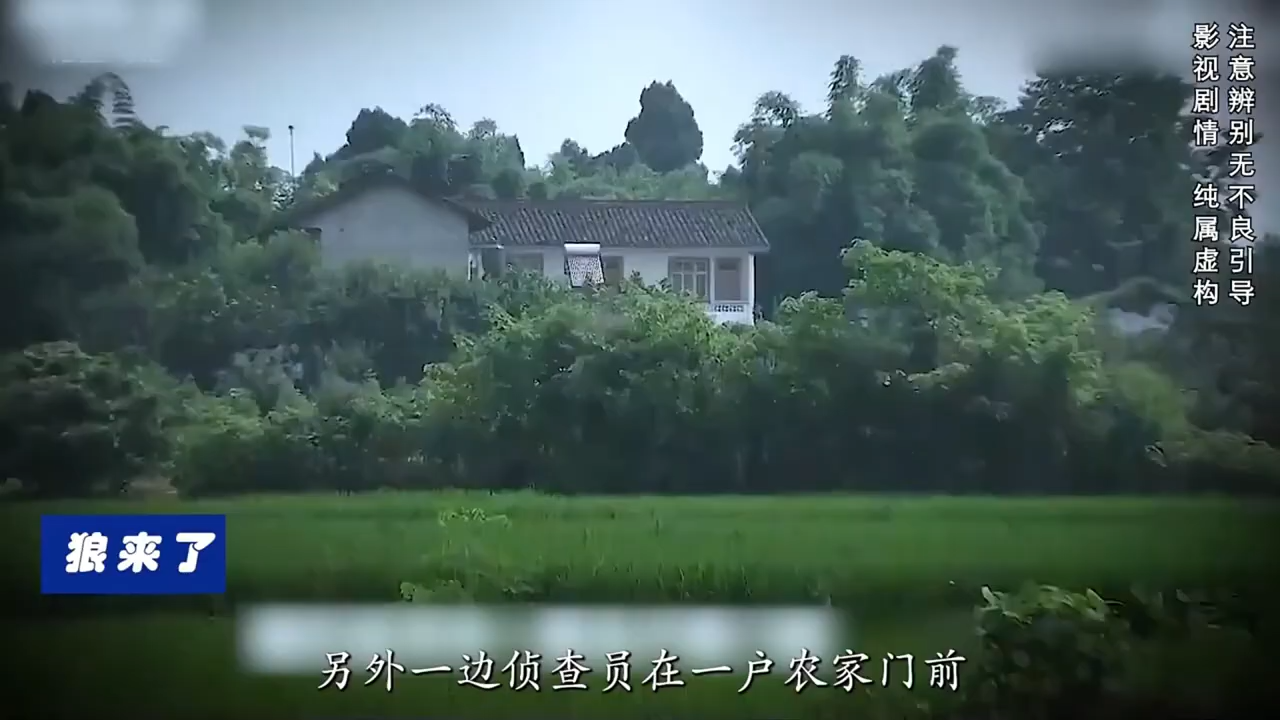 注意辨别无不良引导
影视剧情 纯属虚构
狼来了
另外一边侦查员在一户农家门前